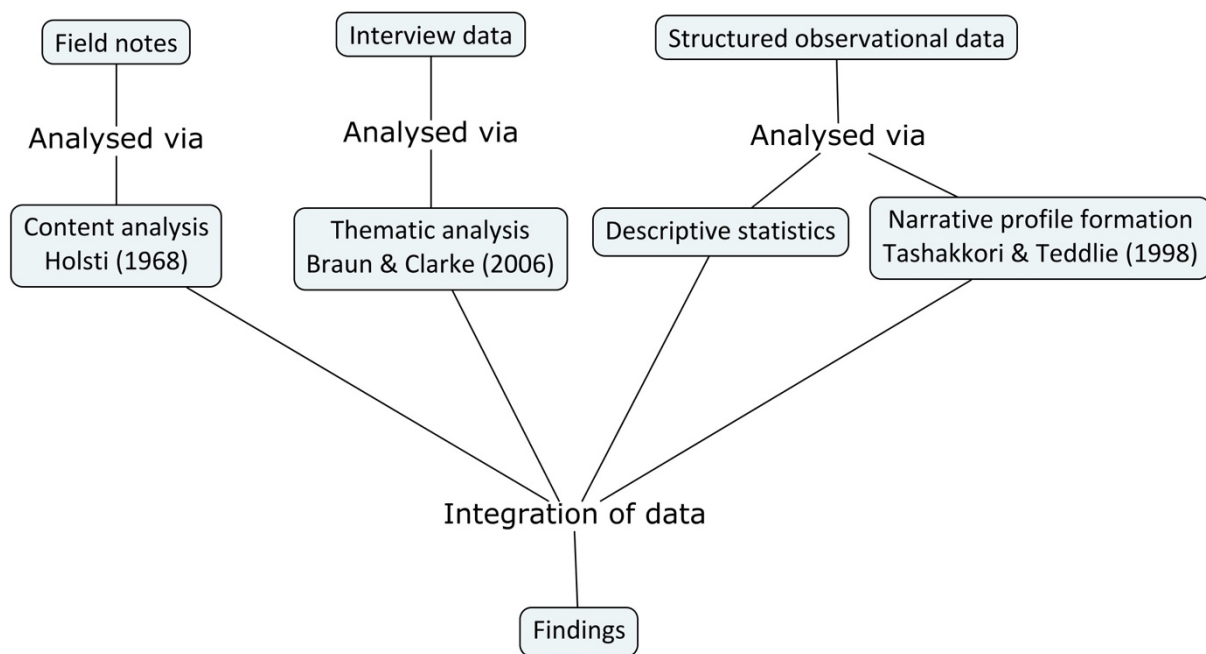 Field notes
Interview data
Structured observational data
Analysed via
Analysed via
Analysed via
Content analysis
Holsti (1968)
Thematic analysis
Braun & Clarke (2006)
Descriptive statistics
Narrative profile formation
Tashakkori & Teddlie (1998)
Integration of data
Findings